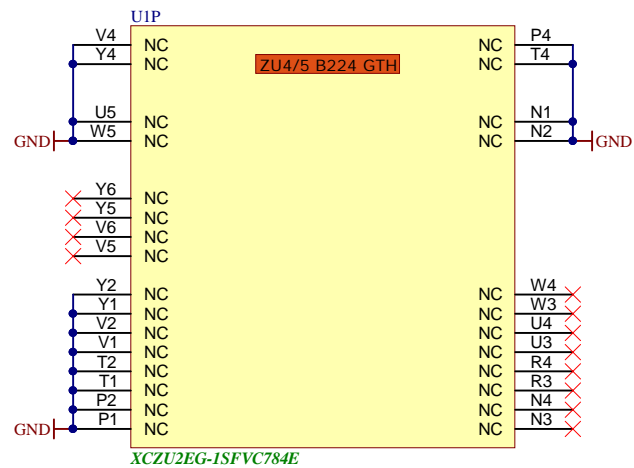 U1P
V4 NC NC P4
Y4 NC ZU4/5 B224 GTH NC T4
U5 NC NC N1
GND W5 NC NC N2 GND
Y6 NC
Y5 NC
V6 NC
V5 NC
Y2 NC NC W4
Y1 NC NC W3
V2 NC NC U4
V1 NC NC U3
T2 NC NC R4
T1 NC NC R3
P2 NC NC N4
GND P1 NC NC N3
XCZU2EG-1SFVC784E